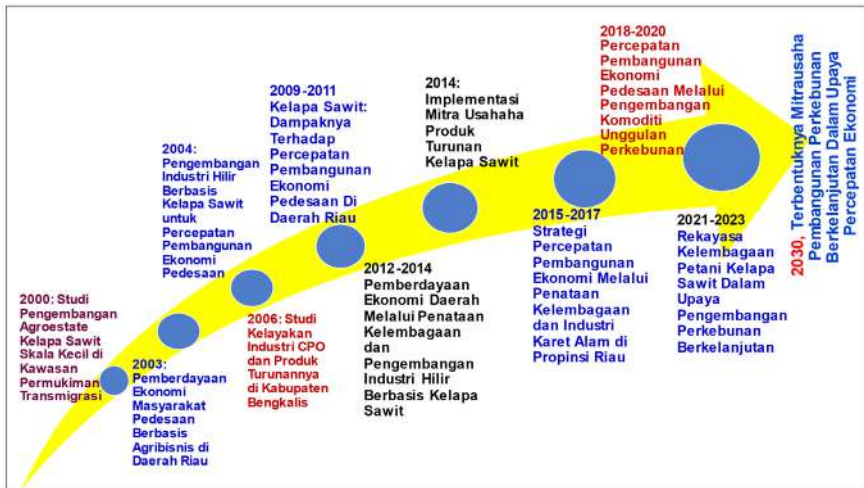 2000: Studi
Pengembangan
Agroestate
Kelapa Sawit
Skala Kecil di
Kawasan
Permukiman
Transmigrasi
2003:
Pemberdayaan
Ekonomi
Masyarakat
Pedesaan
Berbasis
Agribisnis di
Daerah Riau
2004:
Pengembangan
Industri Hilir
Berbasis
Kelapa Sawit
untuk
Percepatan
Pembangunan
Ekonomi
Pedesaan
2006: Studi
Kelayakan
Industri CPO
dan Produk
Turunannya
di Kabupaten
Bengkalis
2009-2011
Kelapa Sawit:
Dampaknya
Terhadap
Percepatan
Pembangunan
Ekonomi
Pedesaan Di
Daerah Riau
2012-2014
Pemberdayaan
Ekonomi Daerah
Melalui Penataan
Kelembagaan
dan
Pengembangan
Industri Hilir
Berbasis Kelapa
Sawit
2014:
Implementasi
Mitra Usahaha
Produk
Turunan
Kelapa Sawit
2015-2017
Strategi
Percepatan
Pembangunan
Ekonomi Melalui
Penataan
Kelembagaan
dan Industri
Karet Alam di
Propinsi Riau
2018-2020
Percepatan
Pembangunan
Ekonomi
Pedesaan Melalui
Pengembangan
Komoditi
Unggulan
Perkebunan
2021-2023
Rekayasa
Kelembagaan
Petani Kelapa
Sawit Dalam
Upaya
Pengembangan
Perkebunan
Berkelanjutan
2030, Terbentuknya Mitrausaha
Pembangunan Perkebunan
Berkelanjutan Dalam Upaya
Percepatan Ekonomi